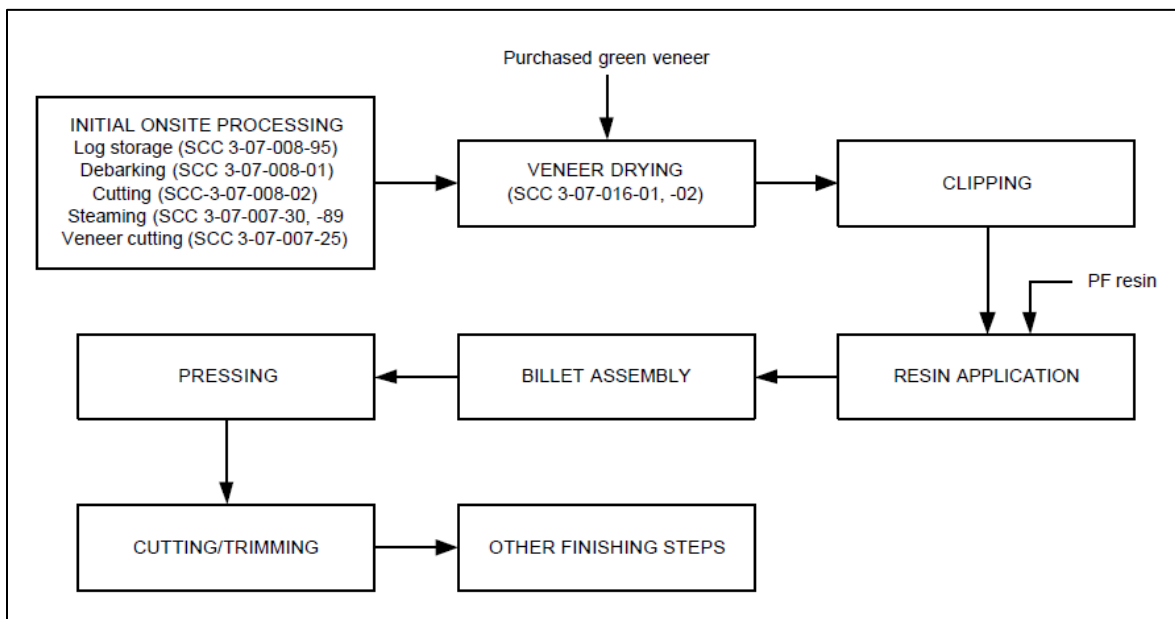 Purchased green veneer
INITIAL ONSITE PROCESSING
Log storage (SCC 3-07-008-95)
Debarking (SCC 3-07-008-01)
Cutting (SCC-3-07-008-02)
Steaming (SCC 3-07-007-30, -89
Veneer cutting (SCC 3-07-007-25)
VENEER DRYING
(SCC 3-07-016-01, -02)
CLIPPING
PF resin
RESIN APPLICATION
BILLET ASSEMBLY
PRESSING
CUTTING/TRIMMING
OTHER FINISHING STEPS